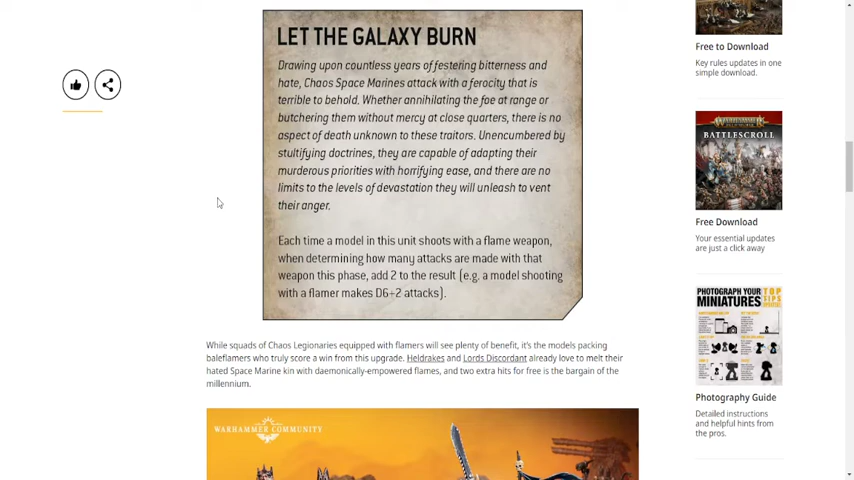 LET THE GALAXY BURN
Drawing upon countless years of festering bitterness and
hate, Chaos Space Marines attack with a ferocity that is
terrible to behold. Whether annihilating the foe at range or
butchering them without mercy at close quarters, there is no
aspect of death unknown to these traitors. Unencumbered by
stultifying doctrines, they are capable of adapting their
murderous priorities with horrifying ease, and there are no
limits to the levels of devastation they will unleash to vent
their anger.
Each time a model in this unit shoots with a flame weapon,
when determining how many attacks are made with that
weapon this phase, add 2 to the result (e.g. a model shooting
with a flamer makes D6+2 attacks).
While squads of Chaos Legionaries equipped with flamers will see plenty of benefit, it's the models packing
baleflamers who truly score a win from this upgrade. Heldrakes and Lords Discordant already love to melt their
hated Space Marine kin with daemonically-empowered flames, and two extra hits for free is the bargain of the
millennium.
WARHAMMER COMMUNITY
Free to Download
Key rules updates in one
simple download.
BATTLESCROLL
Free Download
Your essential updates
are just a click away
PHOTOGRAPH YOUR
MINIATURES
TOP
TIPS
Photography Guide
Detailed instructions
and helpful hints from
the pros.